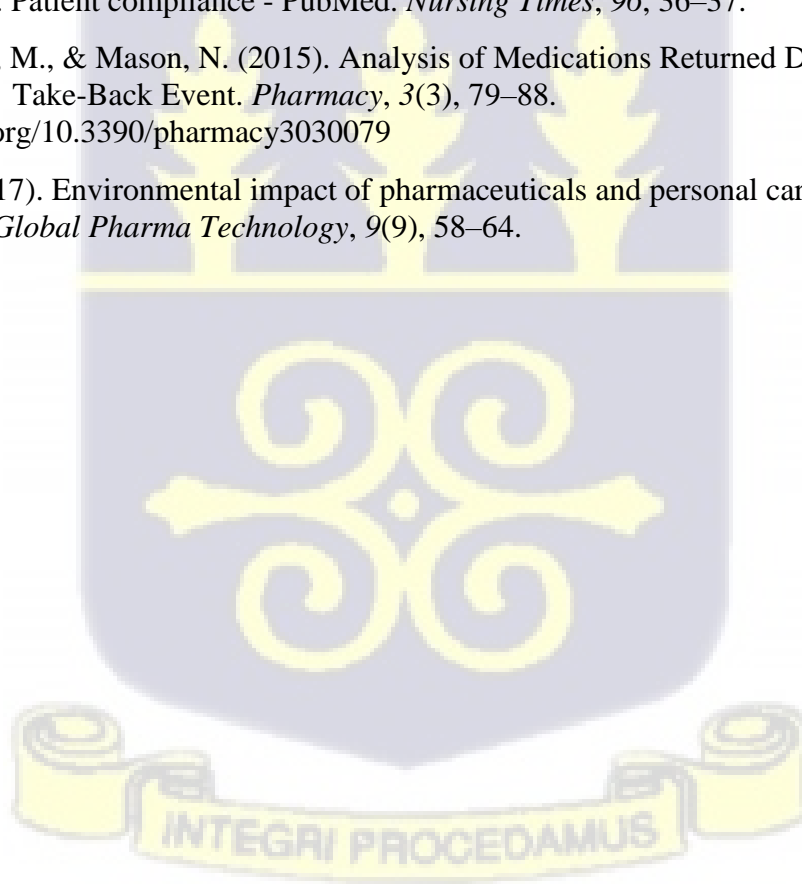 . Patient compliance - PubMed. Nursing Times, 90, 36–37.
, M., & Mason, N. (2015). Analysis of Medications Returned D
Take-Back Event. Pharmacy, 3(3), 79–88.
org/10.3390/pharmacy3030079
17). Environmental impact of pharmaceuticals and personal car
Global Pharma Technology, 9(9), 58–64.
INTEGRI PROCEDAMUS